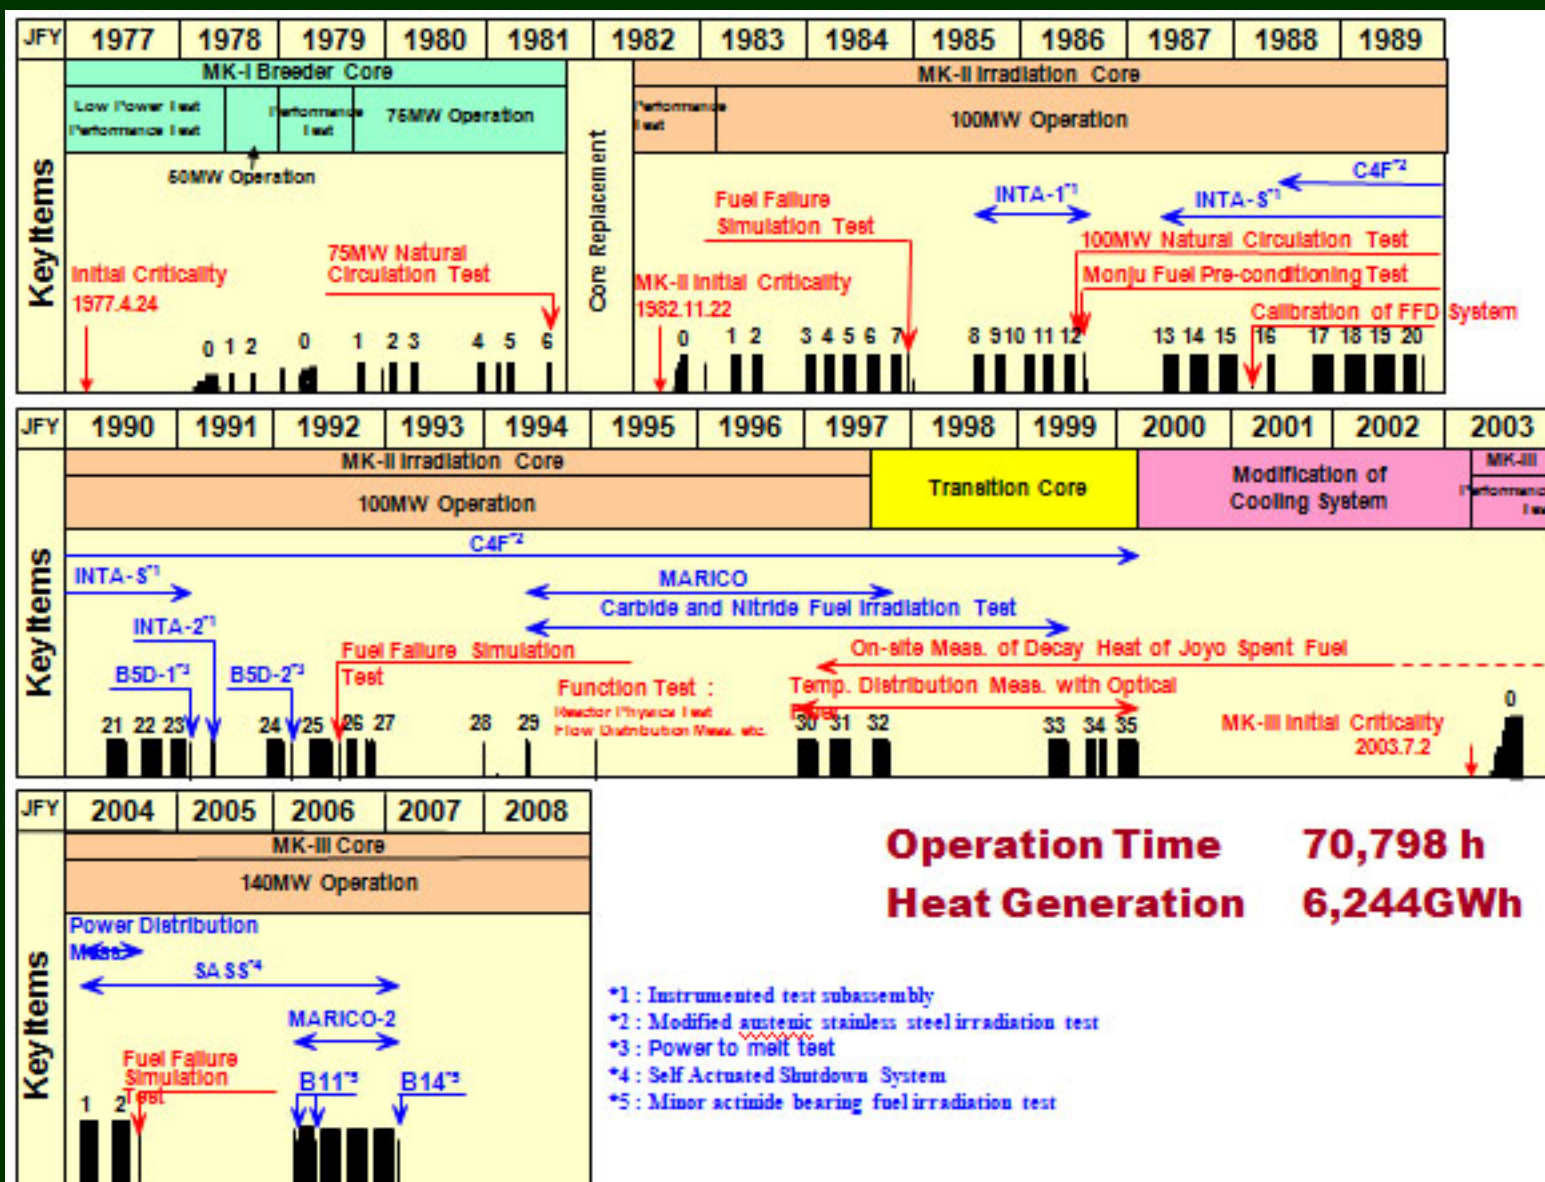 JFY 1977 1978 1979 1980 1981 1982 1983 1984 1985 1986 1987 1988 1989
MK-I Breeder Core
MK-II Irradiation Core
Low Power Test
Performance Test
Performance
Test
75MW Operation
Performance
Test
100MW Operation
50MW Operation
Key Items
Core Replacement
C4F*2
INTA-1*1
INTA-S*1
Fuel Failure
Simulation Test
100MW Natural Circulation Test
75MW Natural
Circulation Test
Monju Fuel Pre-conditioning Test
Initial Criticality
1977.4.24
MK-II Initial Criticality
1982.11.22
Calibration of FFD System
0 1 2 0 1 2 3 4 5 6 0 1 2 3 4 5 6 7 8 9 10 11 12 13 14 15 16 17 18 19 20
JFY 1990 1991 1992 1993 1994 1995 1996 1997 1998 1999 2000 2001 2002 2003
MK-II Irradiation Core
100MW Operation
Transition Core
Modification of
Cooling System
MK-III
Key Items
C4F*2
INTA-S*1
MARICO
Carbide and Nitride Fuel Irradiation Test
INTA-2*1
Fuel Failure Simulation
Test
On-site Meas. of Decay Heat of Joyo Spent Fuel
B5D-1*3
B5D-2*3
Function Test :
Reactor Physics Test
Flow Distribution Meas. etc.
Temp. Distribution Meas. with Optical
MK-III Initial Criticality
2003.7.2
21 22 23 24 25 26 27 28 29 30 31 32 33 34 35 0
JFY 2004 2005 2006 2007 2008
MK-III Core
140MW Operation
Key Items
Power Distribution
Meas.
SASS*4
MARICO-2
Fuel Failure
Simulation
Test
B11*5
B14*5
1 2
Operation Time 70,798 h
Heat Generation 6,244GWh
*1 : Instrumented test subassembly
*2 : Modified austenic stainless steel irradiation test
*3 : Power to melt test
*4 : Self Actuated Shutdown System
*5 : Minor actinide bearing fuel irradiation test